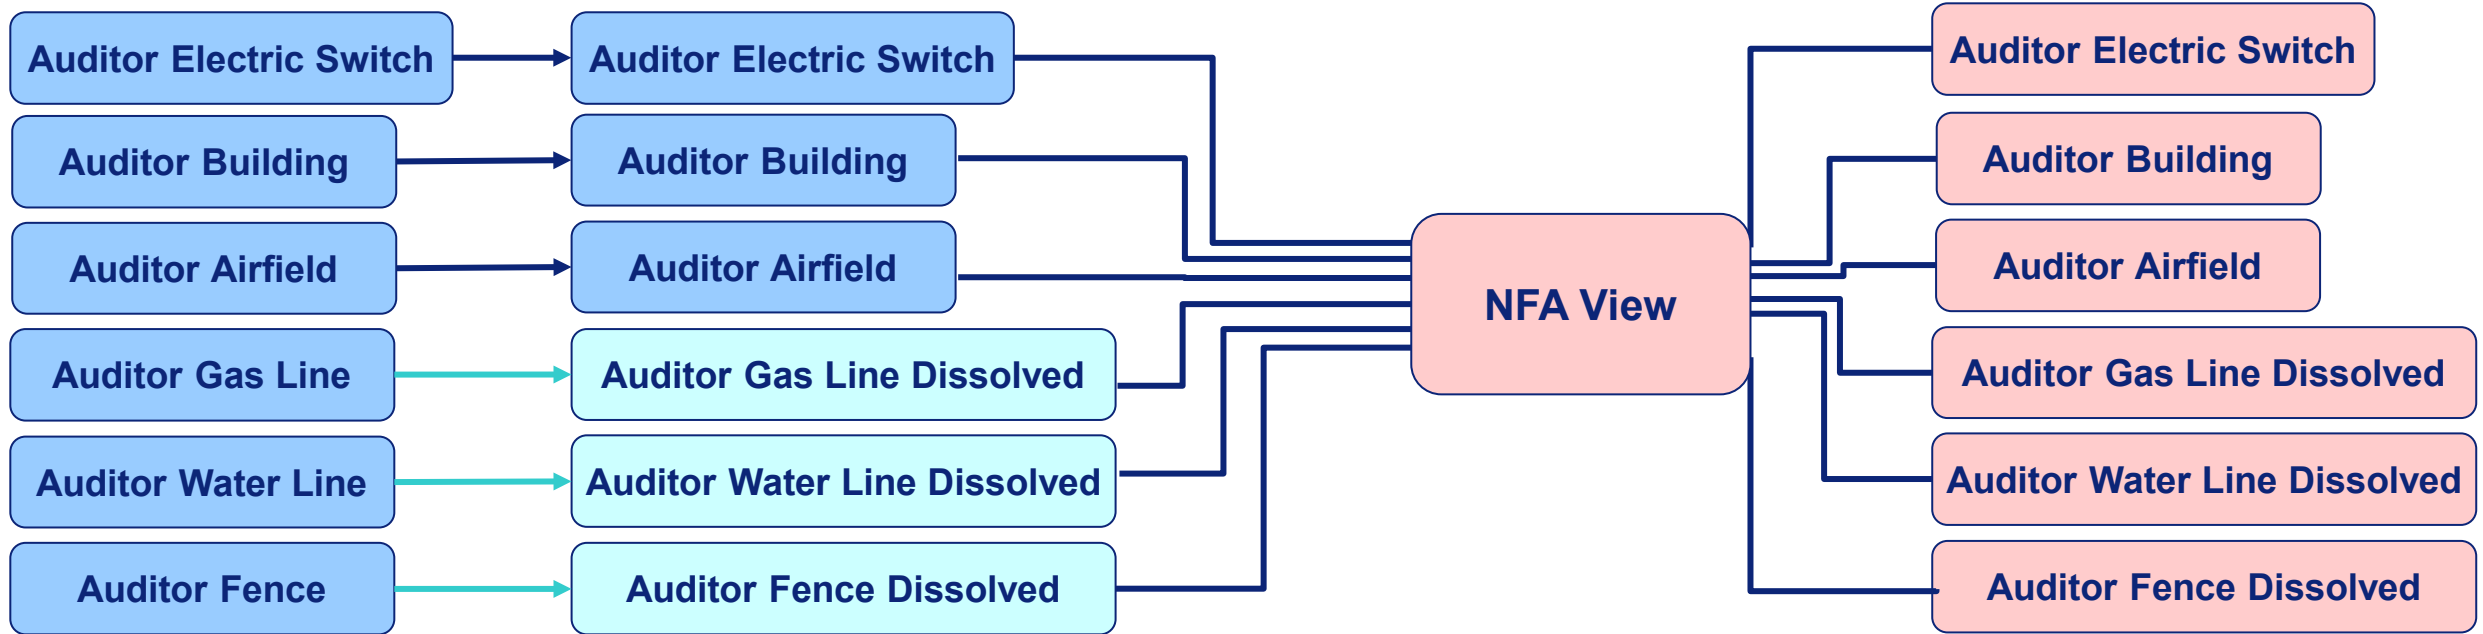 Auditor Electric Switch
Auditor Building
Auditor Airfield
Auditor Gas Line
Auditor Water Line
Auditor Fence
Auditor Electric Switch
Auditor Building
Auditor Airfield
Auditor Gas Line Dissolved
Auditor Water Line Dissolved
Auditor Fence Dissolved
NFA View
Auditor Electric Switch
Auditor Building
Auditor Airfield
Auditor Gas Line Dissolved
Auditor Water Line Dissolved
Auditor Fence Dissolved